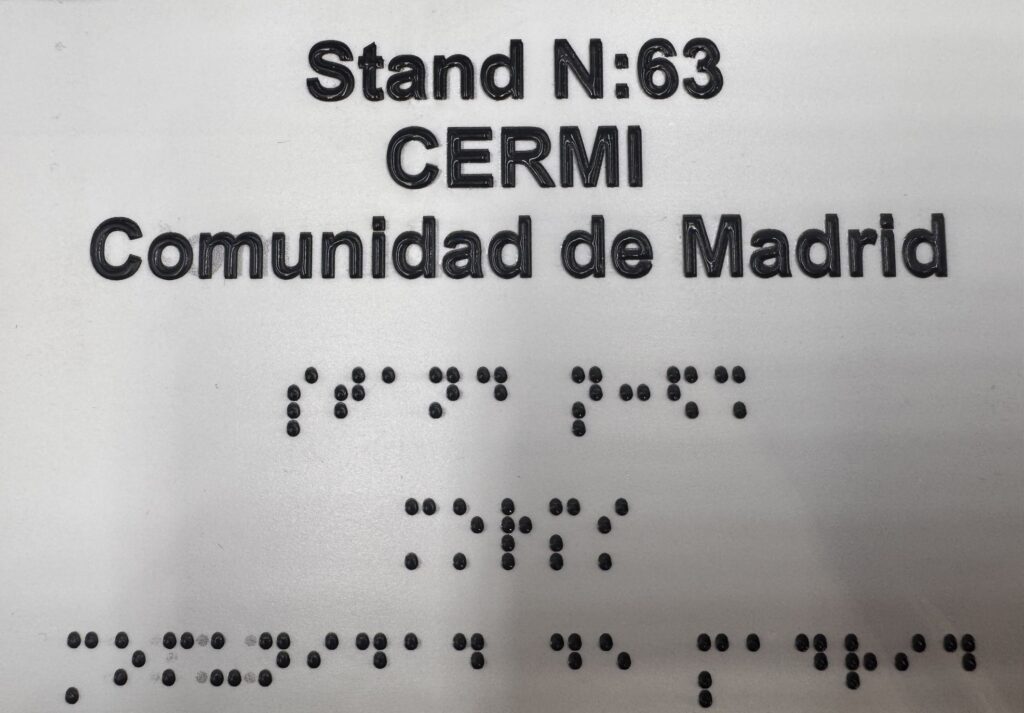 Stand N:63
CERMI
Comunidad de Madrid
⡎⠞⠁⠝⠙ ⡝⠒⠫⠩
⡉⡑⡗⡍⡊
⡉⠕⠍⠥⠝⠊⠙⠁⠙ ⠙⠑ ⡍⠁⠙⠗⠊⠙